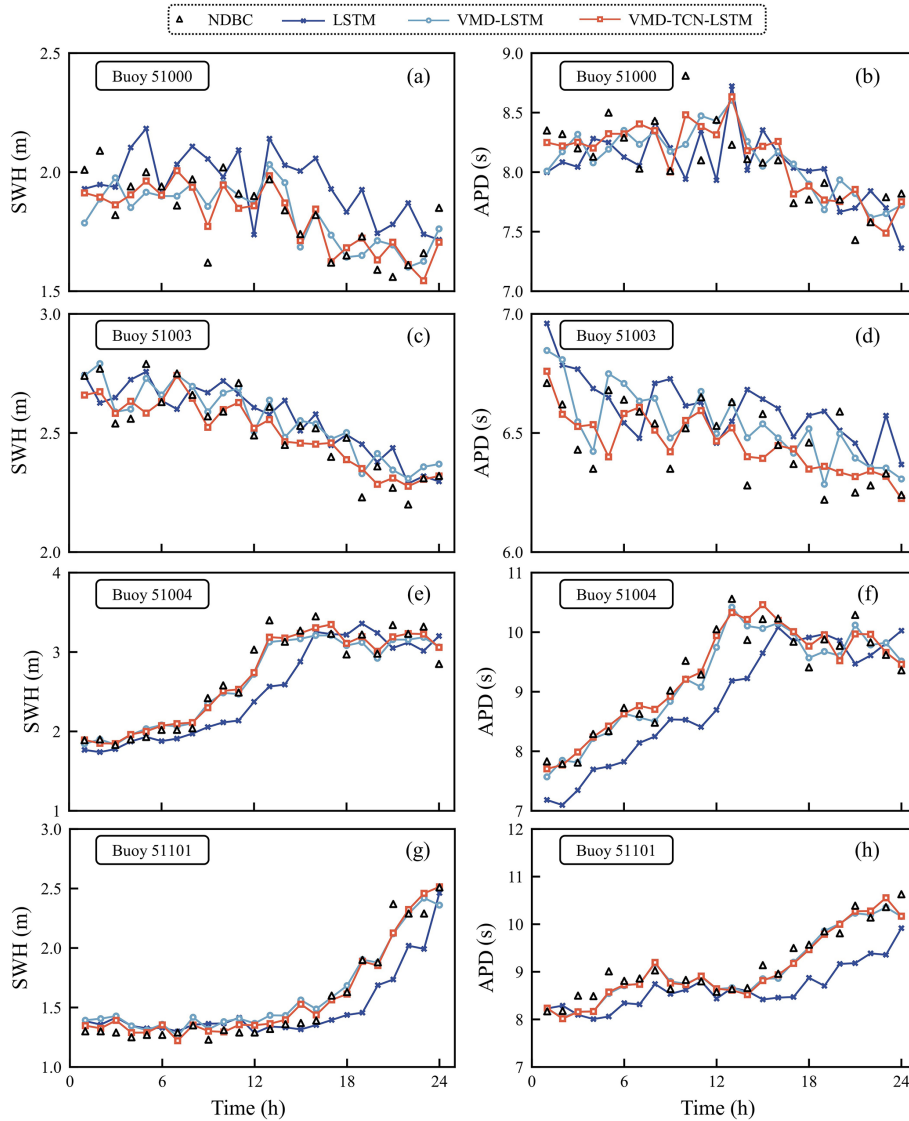 NDBC LSTM VMD-LSTM VMD-TCN-LSTM
Buoy 51000 (a)
SWH (m)
2.5
2.0
1.5
Buoy 51000 (b)
APD (s)
9.0
8.5
8.0
7.5
7.0
Buoy 51003 (c)
SWH (m)
3.0
2.5
2.0
Buoy 51003 (d)
APD (s)
7.0
6.5
6.0
Buoy 51004 (e)
SWH (m)
4
3
2
1
Buoy 51004 (f)
APD (s)
11
10
9
8
7
Buoy 51101 (g)
SWH (m)
3.0
2.5
2.0
1.5
1.0
0 6 12 18 24
Time (h)
Buoy 51101 (h)
APD (s)
12
11
10
9
8
7
0 6 12 18 24
Time (h)